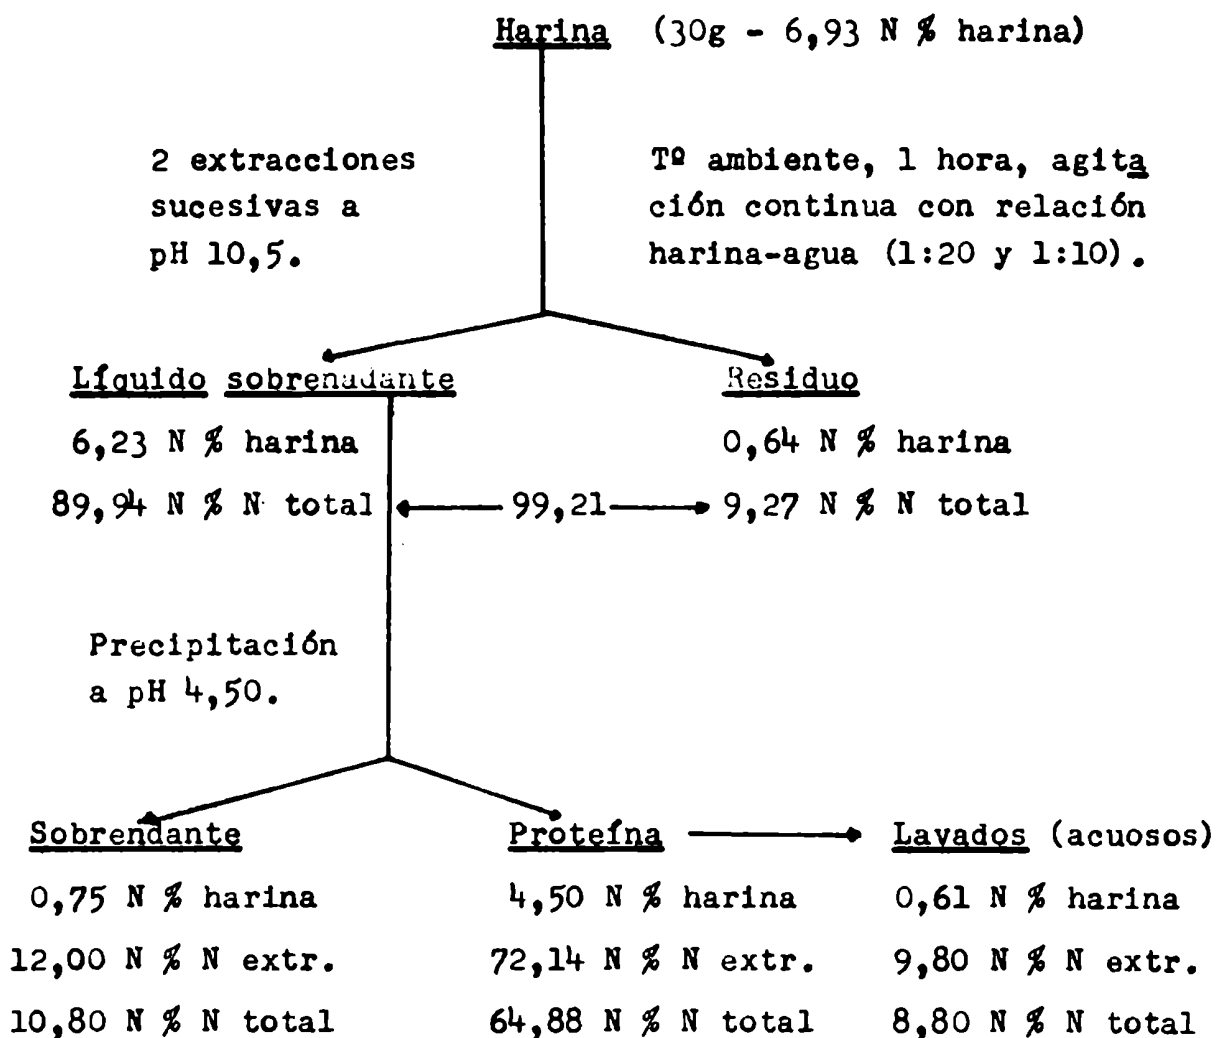 Harina (30g - 6,93 N % harina)
2 extracciones
sucesivas a
pH 10,5.
Tº ambiente, 1 hora, agita
ción continua con relación
harina-agua (1:20 y 1:10).
Líquido sobrenadante
6,23 N % harina
89,94 N % N total
99,21
Residuo
0,64 N % harina
9,27 N % N total
Precipitación
a pH 4,50.
Sobrendante
0,75 N % harina
12,00 N % N extr.
10,80 N % N total
Proteína
4,50 N % harina
72,14 N % N extr.
64,88 N % N total
Lavados (acuosos)
0,61 N % harina
9,80 N % N extr.
8,80 N % N total